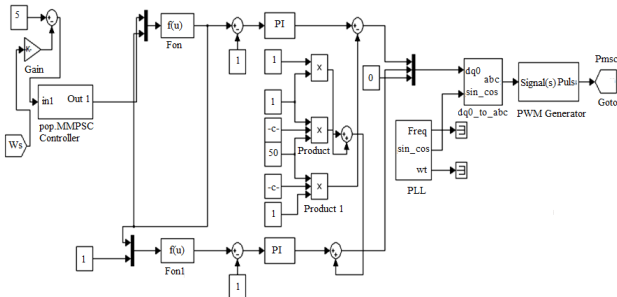 5
Gain
in1 Out 1
pop.MMPSC
Controller
Ws
f(u)
Fon
1
PI
1
x
1
-c-
x
50
Product
-c-
x
1
Product 1
0
dq0
abc
sin_cos
dq0_to_abc
Signal(s) Pulsi
PWM Generator
Pmsc
Goto
Freq
sin_cos
wt
PLL
1
f(u)
Fon1
PI
1